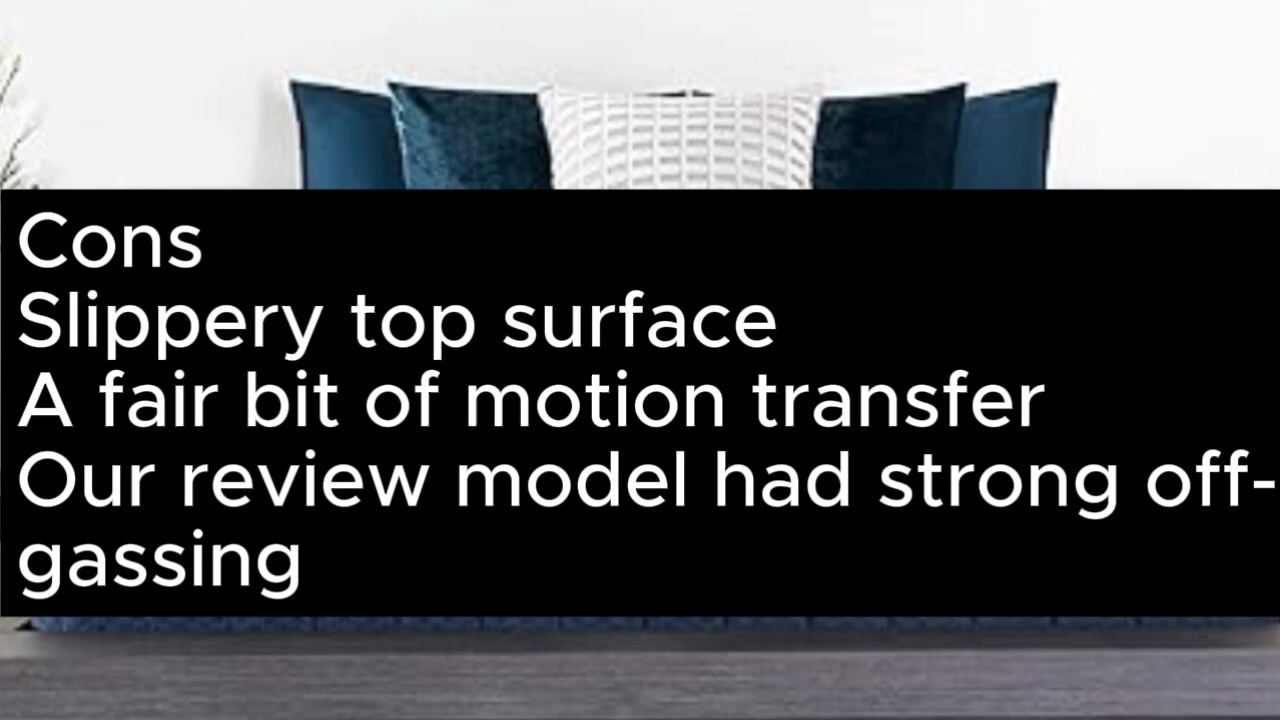 Cons
Slippery top surface
A fair bit of motion transfer
Our review model had strong off-
gassing